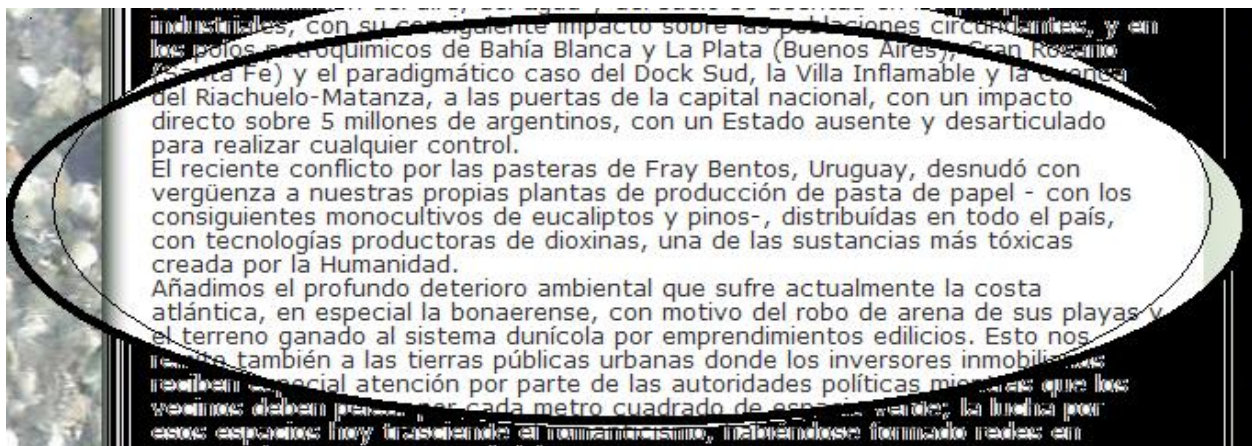 industriales, con su consiguiente impacto sobre las poblaciones circundantes, y en
los polos petroquímicos de Bahía Blanca y La Plata (Buenos Aires), Gran Rosario
(Santa Fe) y el paradigmático caso del Dock Sud, la Villa Inflamable y la cuenca
del Riachuelo-Matanza, a las puertas de la capital nacional, con un impacto
directo sobre 5 millones de argentinos, con un Estado ausente y desarticulado
para realizar cualquier control.
El reciente conflicto por las pasteras de Fray Bentos, Uruguay, desnudó con
vergüenza a nuestras propias plantas de producción de pasta de papel - con los
consiguientes monocultivos de eucaliptos y pinos-, distribuídas en todo el país,
con tecnologías productoras de dioxinas, una de las sustancias más tóxicas
creada por la Humanidad.
Añadimos el profundo deterioro ambiental que sufre actualmente la costa
atlántica, en especial la bonaerense, con motivo del robo de arena de sus playas y
el terreno ganado al sistema dunícola por emprendimientos edilicios. Esto nos
remite también a las tierras públicas urbanas donde los inversores inmobiliarios
reciben especial atención por parte de las autoridades políticas mientras que los
vecinos deben pelear por cada metro cuadrado de espacio verde; la lucha por
esos espacios hoy trasciende el romanticismo, habiéndose formado redes en